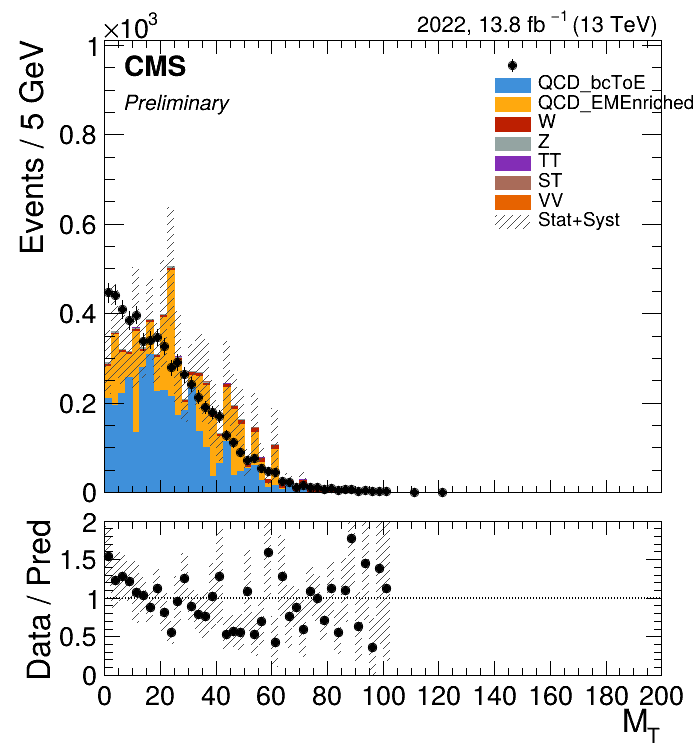 ×10³
2022, 13.8 fb⁻¹ (13 TeV)
Events / 5 GeV
1
0.8
0.6
0.4
0.2
0
CMS
Preliminary
QCD_bcToE
QCD_EMEnriched
W
Z
TT
ST
VV
Stat+Syst
Data / Pred
2
1.5
1
0.5
0
0 20 40 60 80 100 120 140 160 180 200
M_T